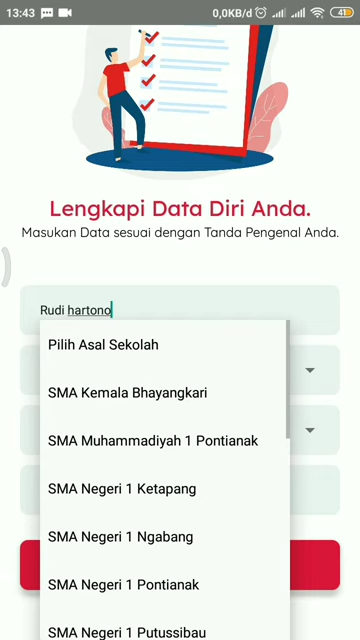 13:43 0,0KB/d 41
Lengkapi Data Diri Anda.
Masukan Data sesuai dengan Tanda Pengenal Anda.
Rudi hartono
Pilih Asal Sekolah
SMA Kemala Bhayangkari
SMA Muhammadiyah 1 Pontianak
SMA Negeri 1 Ketapang
SMA Negeri 1 Ngabang
SMA Negeri 1 Pontianak
SMA Negeri 1 Putussibau